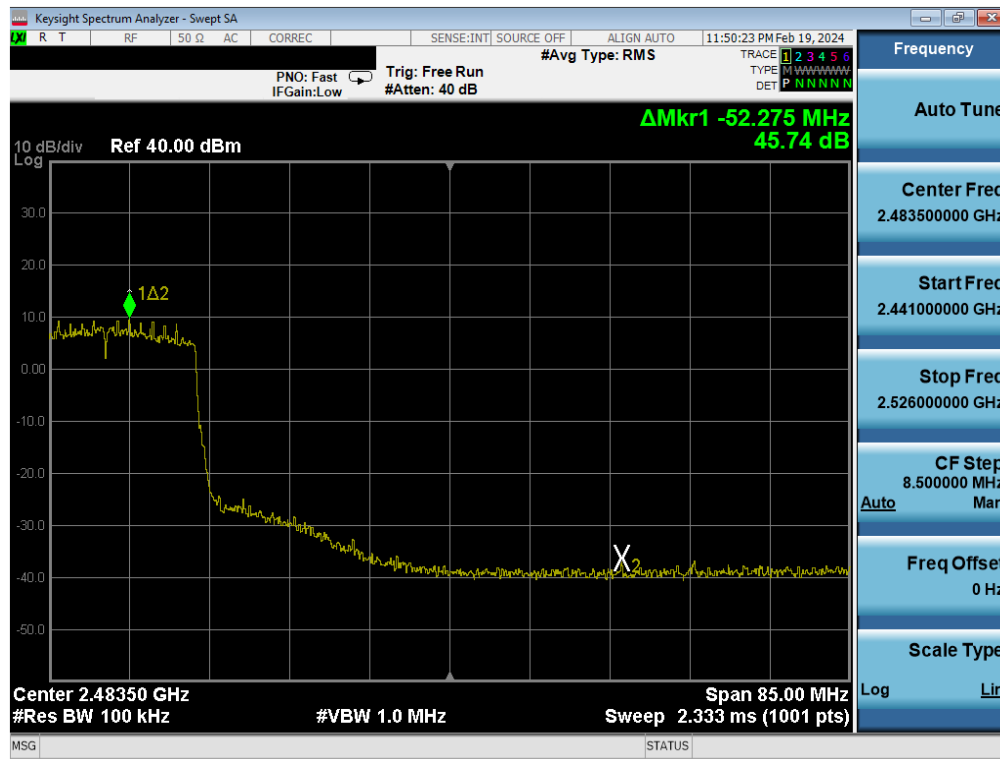 Keysight Spectrum Analyzer - Swept SA
LXI R T RF 50 Ω AC CORREC SENSE:INT SOURCE OFF ALIGN AUTO 11:50:23 PM Feb 19, 2024
#Avg Type: RMS
TRACE 1 2 3 4 5 6
TYPE M W W W W W
DET P N N N N N
PNO: Fast
IFGain:Low
Trig: Free Run
#Atten: 40 dB
ΔMkr1 -52.275 MHz
45.74 dB
10 dB/div Ref 40.00 dBm
Log
30.0
20.0
1Δ2
10.0
0.00
-10.0
-20.0
-30.0
X2
-40.0
-50.0
Center 2.48350 GHz
Span 85.00 MHz
#Res BW 100 kHz
#VBW 1.0 MHz
Sweep 2.333 ms (1001 pts)
MSG
STATUS
Frequency
Auto Tune
Center Freq
2.483500000 GHz
Start Freq
2.441000000 GHz
Stop Freq
2.526000000 GHz
CF Step
8.500000 MHz
Auto Man
Freq Offset
0 Hz
Scale Type
Log Lin